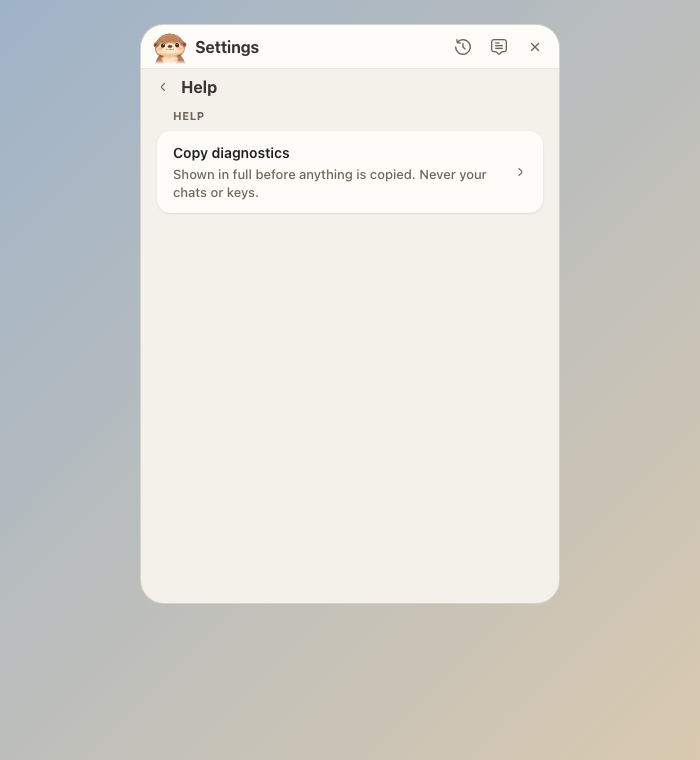 Settings
Help
HELP
Copy diagnostics
Shown in full before anything is copied. Never your
chats or keys.